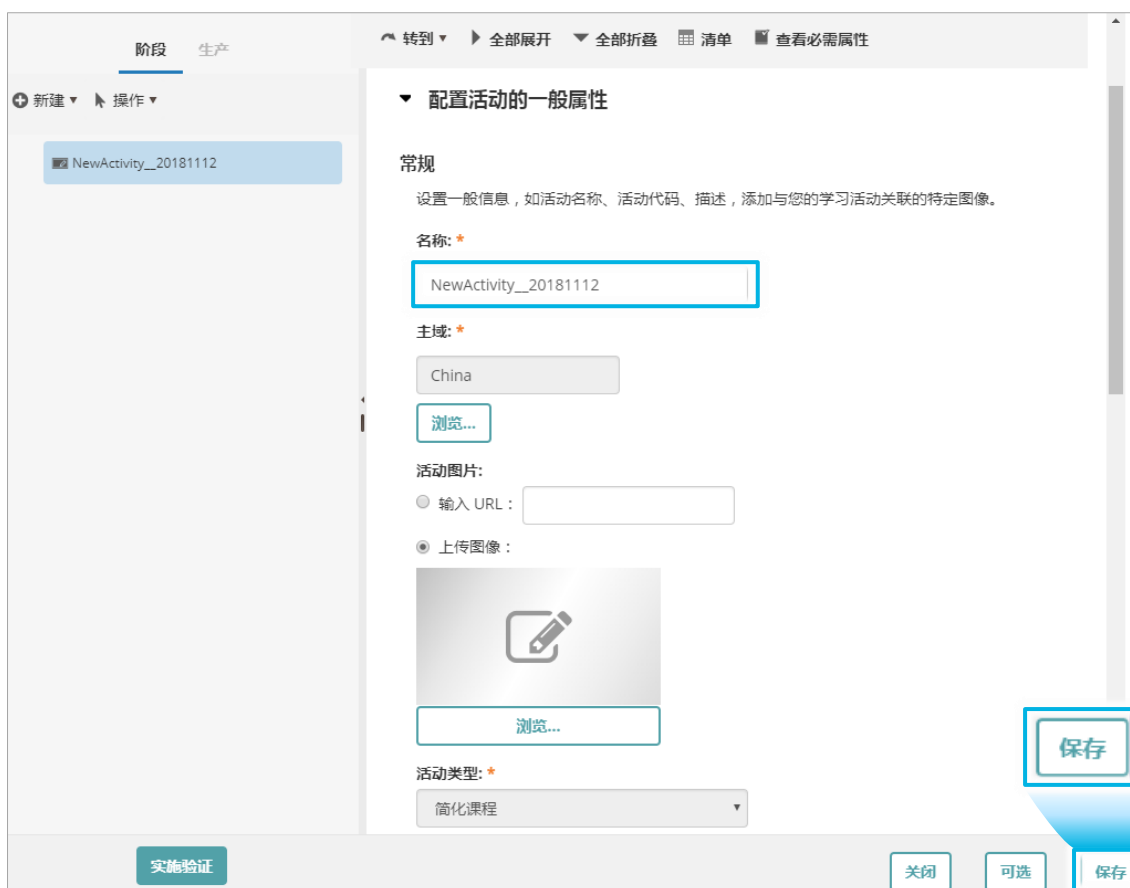 阶段 生产
新建 操作
NewActivity__20181112
转到 全部展开 全部折叠 清单 查看必需属性
配置活动的一般属性
常规
设置一般信息，如活动名称、活动代码、描述，添加与您的学习活动关联的特定图像。
名称: *
NewActivity__20181112
主域: *
China
浏览...
活动图片:
输入 URL：
上传图像：
浏览...
活动类型: *
简化课程
保存
实施验证
关闭 可选 保存